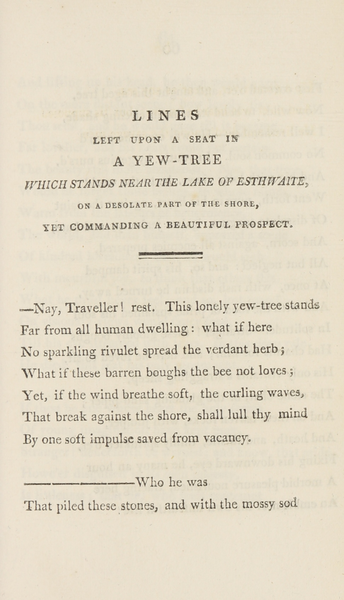 LINES
LEFT UPON A SEAT IN
A YEW-TREE
WHICH STANDS NEAR THE LAKE OF ESTHWAITE,
ON A DESOLATE PART OF THE SHORE,
YET COMMANDING A BEAUTIFUL PROSPECT.
—Nay, Traveller! rest. This lonely yew-tree stands
Far from all human dwelling: what if here
No sparkling rivulet spread the verdant herb;
What if these barren boughs the bee not loves;
Yet, if the wind breathe soft, the curling waves,
That break against the shore, shall lull thy mind
By one soft impulse saved from vacancy.
——————Who he was
That piled these stones, and with the mossy sod